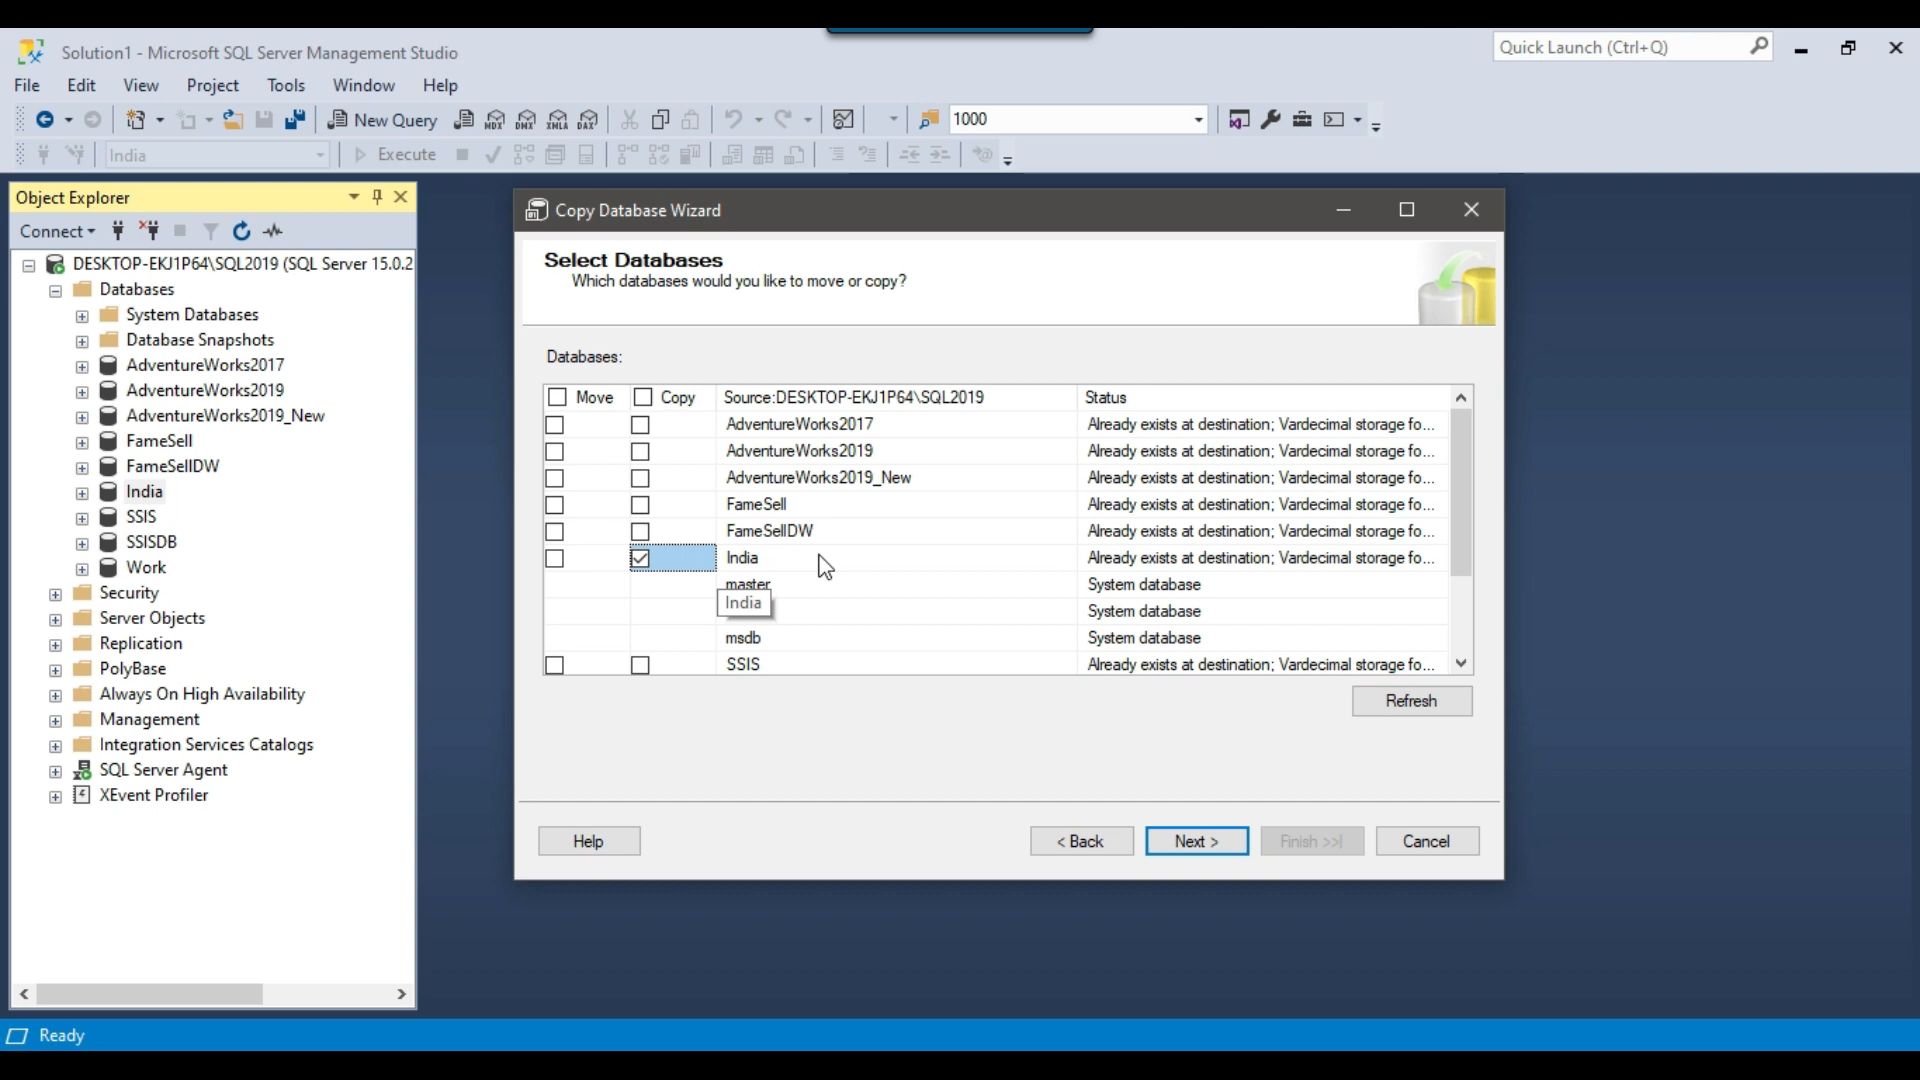 Solution1 - Microsoft SQL Server Management Studio
Quick Launch (Ctrl+Q)
File Edit View Project Tools Window Help
New Query MDX DMX XMLA DAX 1000
India Execute
Object Explorer
Connect
DESKTOP-EKJ1P64\SQL2019 (SQL Server 15.0.2
Databases
System Databases
Database Snapshots
AdventureWorks2017
AdventureWorks2019
AdventureWorks2019_New
FameSell
FameSellDW
India
SSIS
SSISDB
Work
Security
Server Objects
Replication
PolyBase
Always On High Availability
Management
Integration Services Catalogs
SQL Server Agent
XEvent Profiler
Copy Database Wizard
Select Databases
Which databases would you like to move or copy?
Databases:
Move Copy Source:DESKTOP-EKJ1P64\SQL2019 Status
AdventureWorks2017 Already exists at destination; Vardecimal storage fo...
AdventureWorks2019 Already exists at destination; Vardecimal storage fo...
AdventureWorks2019_New Already exists at destination; Vardecimal storage fo...
FameSell Already exists at destination; Vardecimal storage fo...
FameSellDW Already exists at destination; Vardecimal storage fo...
India Already exists at destination; Vardecimal storage fo...
master System database
India System database
msdb System database
SSIS Already exists at destination; Vardecimal storage fo...
Refresh
Help < Back Next > Finish >>| Cancel
Ready